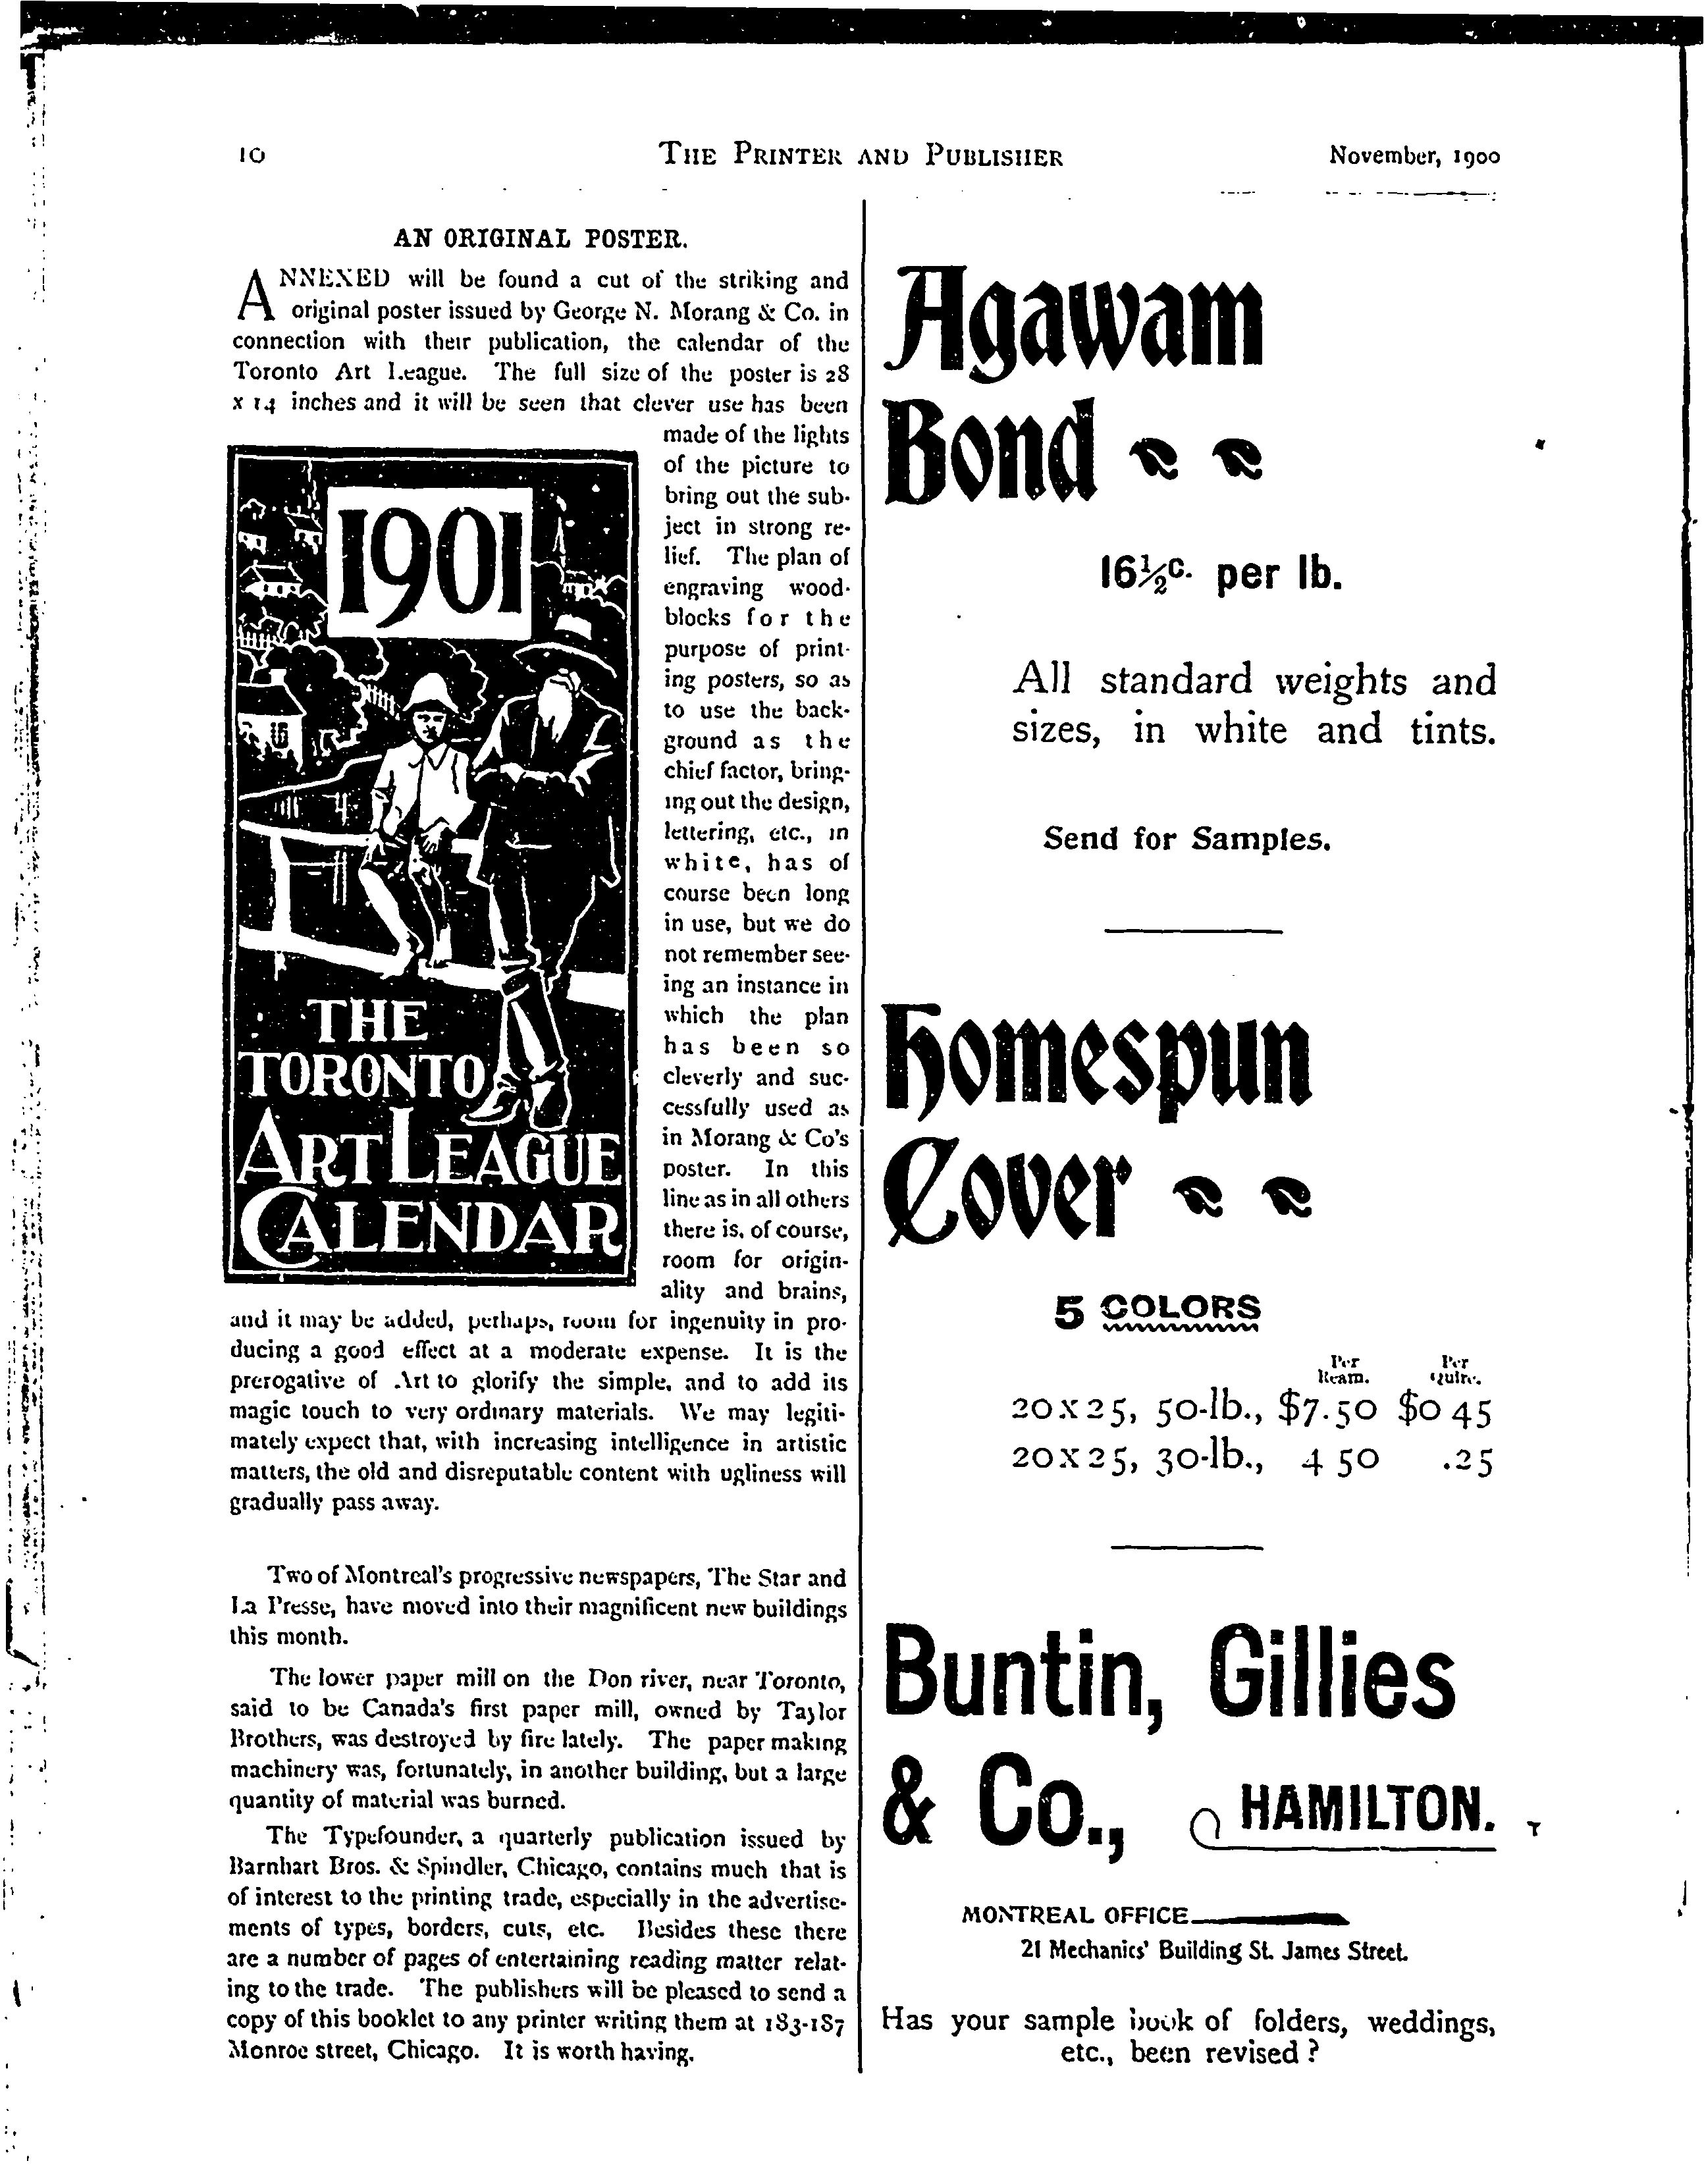 10
THE PRINTER AND PUBLISHER
November, 1900
AN ORIGINAL POSTER.
ANNEXED will be found a cut of the striking and
original poster issued by George N. Morang & Co. in
connection with their publication, the calendar of the
Toronto Art League. The full size of the poster is 28
x 14 inches and it will be seen that clever use has been
made of the lights
of the picture to
bring out the sub-
ject in strong re-
lief. The plan of
engraving wood-
blocks for the
purpose of print-
ing posters, so as
to use the back-
ground as the
chief factor, bring-
ing out the design,
lettering, etc., in
white, has of
course been long
in use, but we do
not remember see-
ing an instance in
which the plan
has been so
cleverly and suc-
cessfully used as
in Morang & Co's
poster. In this
line as in all others
there is, of course,
room for origin-
ality and brains,
and it may be added, perhaps, room for ingenuity in pro-
ducing a good effect at a moderate expense. It is the
prerogative of Art to glorify the simple, and to add its
magic touch to very ordinary materials. We may legiti-
mately expect that, with increasing intelligence in artistic
matters, the old and disreputable content with ugliness will
gradually pass away.
1901
THE
TORONTO
ART LEAGUE
CALENDAR
Two of Montreal's progressive newspapers, The Star and
La Presse, have moved into their magnificent new buildings
this month.
The lower paper mill on the Don river, near Toronto,
said to be Canada's first paper mill, owned by Taylor
Brothers, was destroyed by fire lately. The paper making
machinery was, fortunately, in another building, but a large
quantity of material was burned.
The Typefounder, a quarterly publication issued by
Barnhart Bros. & Spindler, Chicago, contains much that is
of interest to the printing trade, especially in the advertise-
ments of types, borders, cuts, etc. Besides these there
are a number of pages of entertaining reading matter relat-
ing to the trade. The publishers will be pleased to send a
copy of this booklet to any printer writing them at 183-187
Monroe street, Chicago. It is worth having.
Agawam
Bond
16½c. per lb.
All standard weights and
sizes, in white and tints.
Send for Samples.
Homespun
Cover
5 COLORS
Per Ream. Per Quire.
20x25, 50-lb., $7.50 $0 45
20x25, 30-lb., 4 50 .25
Buntin, Gillies
& Co., HAMILTON.
MONTREAL OFFICE
21 Mechanics' Building St. James Street.
Has your sample book of folders, weddings,
etc., been revised?